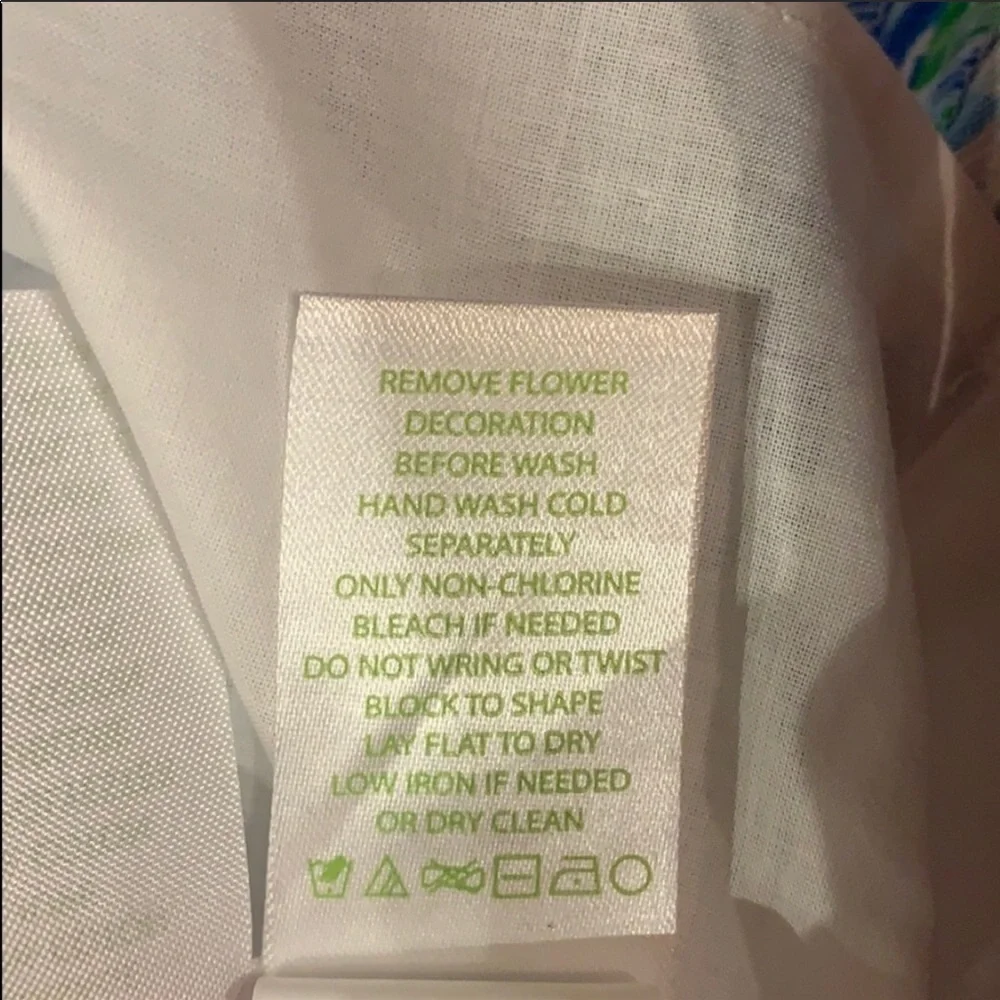 REMOVE FLOWER
DECORATION
BEFORE WASH
HAND WASH COLD
SEPARATELY
ONLY NON-CHLORINE
BLEACH IF NEEDED
DO NOT WRING OR TWIST
BLOCK TO SHAPE
LAY FLAT TO DRY
LOW IRON IF NEEDED
OR DRY CLEAN